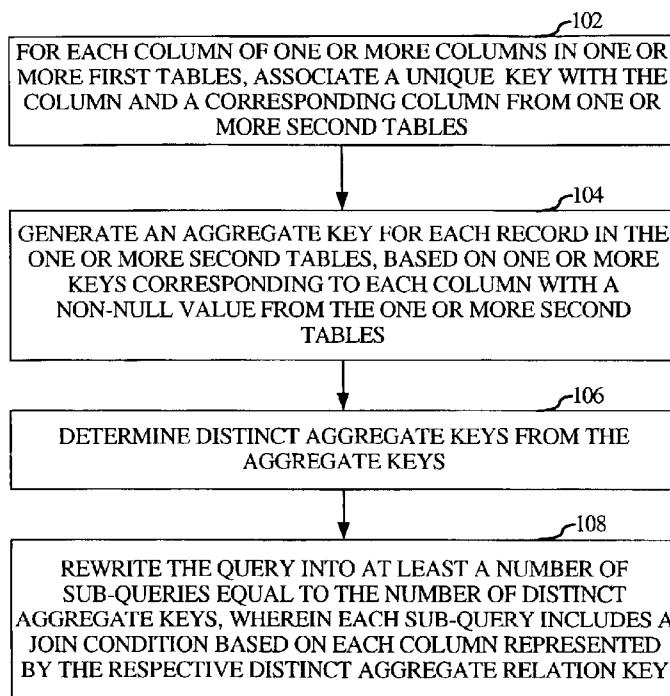 102
FOR EACH COLUMN OF ONE OR MORE COLUMNS IN ONE OR
MORE FIRST TABLES, ASSOCIATE A UNIQUE KEY WITH THE
COLUMN AND A CORRESPONDING COLUMN FROM ONE OR
MORE SECOND TABLES
104
GENERATE AN AGGREGATE KEY FOR EACH RECORD IN THE
ONE OR MORE SECOND TABLES, BASED ON ONE OR MORE
KEYS CORRESPONDING TO EACH COLUMN WITH A
NON-NULL VALUE FROM THE ONE OR MORE SECOND
TABLES
106
DETERMINE DISTINCT AGGREGATE KEYS FROM THE
AGGREGATE KEYS
108
REWRITE THE QUERY INTO AT LEAST A NUMBER OF
SUB-QUERIES EQUAL TO THE NUMBER OF DISTINCT
AGGREGATE KEYS, WHEREIN EACH SUB-QUERY INCLUDES A
JOIN CONDITION BASED ON EACH COLUMN REPRESENTED
BY THE RESPECTIVE DISTINCT AGGREGATE RELATION KEY